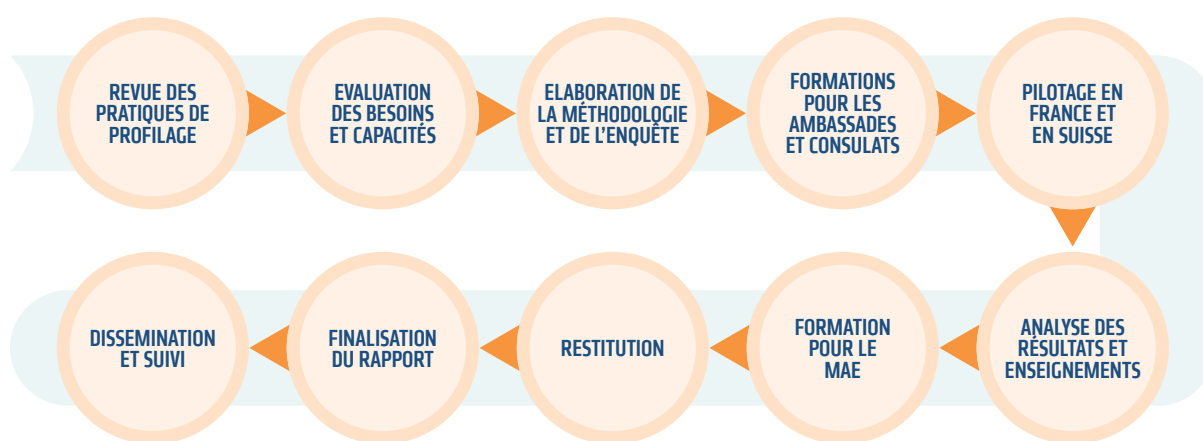 REVUE DES
PRATIQUES DE
PROFILAGE
EVALUATION
DES BESOINS
ET CAPACITÉS
ELABORATION DE
LA MÉTHODOLOGIE
ET DE L'ENQUÊTE
FORMATIONS
POUR LES
AMBASSADES
ET CONSULATS
PILOTAGE EN
FRANCE ET
EN SUISSE
ANALYSE DES
RÉSULTATS ET
ENSEIGNEMENTS
FORMATION
POUR LE
MAE
RESTITUTION
FINALISATION
DU RAPPORT
DISSEMINATION
ET SUIVI